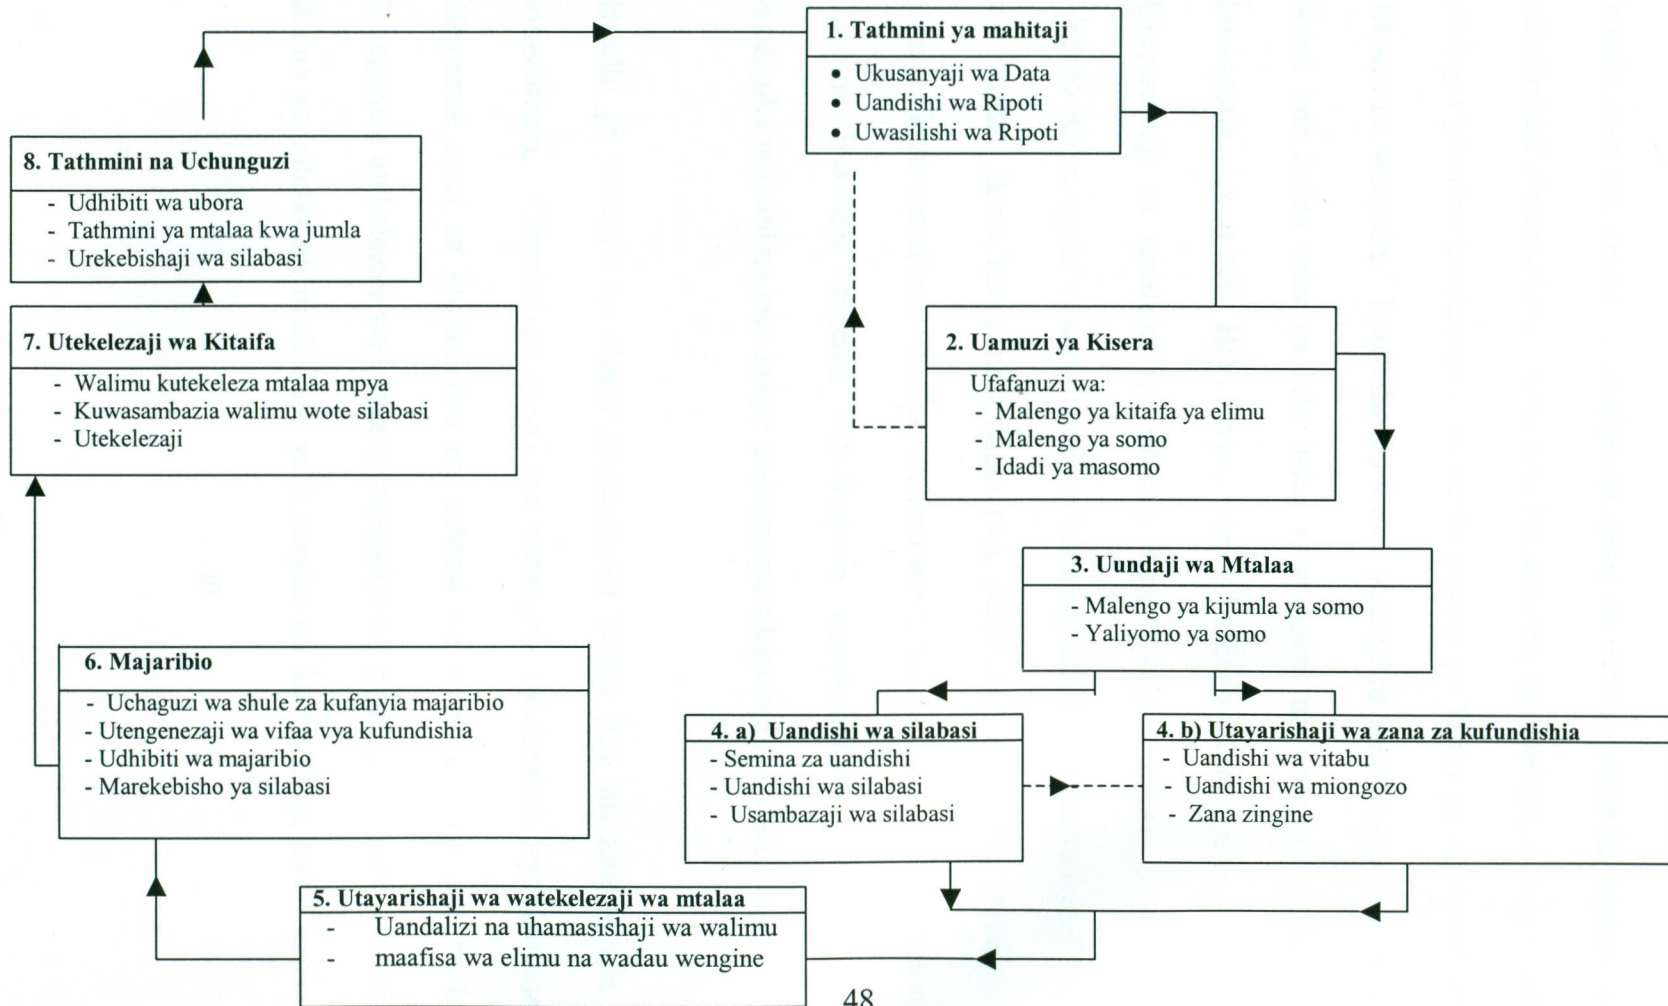 1. Tathmini ya mahitaji
• Ukusanyaji wa Data
• Uandishi wa Ripoti
• Uwasilishi wa Ripoti
2. Uamuzi ya Kisera
Ufafanuzi wa:
- Malengo ya kitaifa ya elimu
- Malengo ya somo
- Idadi ya masomo
3. Uundaji wa Mtalaa
- Malengo ya kijumla ya somo
- Yaliyomo ya somo
4. a) Uandishi wa silabasi
- Semina za uandishi
- Uandishi wa silabasi
- Usambazaji wa silabasi
4. b) Utayarishaji wa zana za kufundishia
- Uandishi wa vitabu
- Uandishi wa miongozo
- Zana zingine
5. Utayarishaji wa watekelezaji wa mtalaa
- Uandalizi na uhamasishaji wa walimu
- maafisa wa elimu na wadau wengine
6. Majaribio
- Uchaguzi wa shule za kufanyia majaribio
- Utengenezaji wa vifaa vya kufundishia
- Udhibiti wa majaribio
- Marekebisho ya silabasi
7. Utekelezaji wa Kitaifa
- Walimu kutekeleza mtalaa mpya
- Kuwasambazia walimu wote silabasi
- Utekelezaji
8. Tathmini na Uchunguzi
- Udhibiti wa ubora
- Tathmini ya mtalaa kwa jumla
- Urekebishaji wa silabasi
48